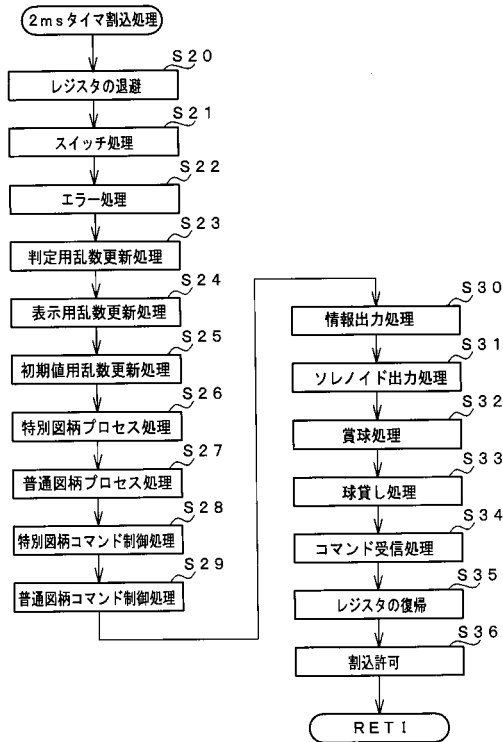 2msタイマ割込処理
S20
レジスタの退避
S21
スイッチ処理
S22
エラー処理
S23
判定用乱数更新処理
S24
表示用乱数更新処理
S25
初期値用乱数更新処理
S26
特別図柄プロセス処理
S27
普通図柄プロセス処理
S28
特別図柄コマンド制御処理
S29
普通図柄コマンド制御処理
S30
情報出力処理
S31
ソレノイド出力処理
S32
賞球処理
S33
球貸し処理
S34
コマンド受信処理
S35
レジスタの復帰
S36
割込許可
RETI